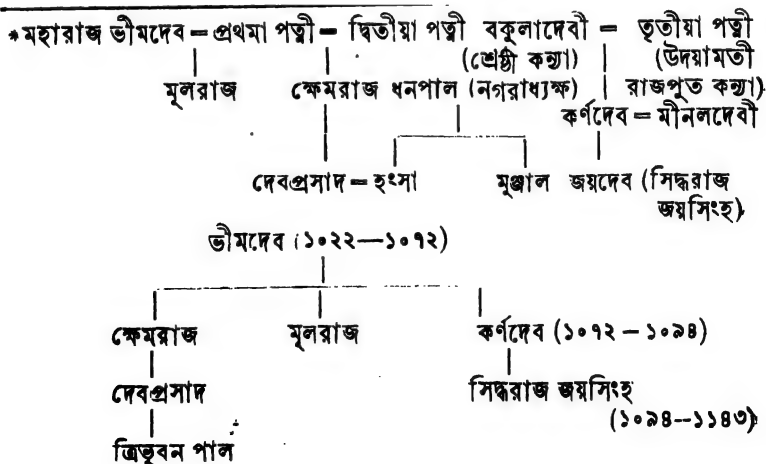 *মহারাজ ভীমদেব = প্রথমা পত্নী = দ্বিতীয়া পত্নী বকুলাদেবী = তৃতীয়া পত্নী
(শ্রেষ্ঠী কন্যা) (উদয়ামতী
মূলরাজ ক্ষেমরাজ ধনপাল (নগরাধ্যক্ষ) রাজপুত কন্যা)
কর্ণদেব = মীনলদেবী
দেবপ্রসাদ = হংসা মুঞ্জাল জয়দেব (সিদ্ধরাজ
জয়সিংহ)
ভীমদেব (১০২২—১০৭২)
ক্ষেমরাজ মূলরাজ কর্ণদেব (১০৭২ — ১০৯৪)
দেবপ্রসাদ সিদ্ধরাজ জয়সিংহ
(১০৯৪--১১৪৩)
ত্রিভুবন পাল